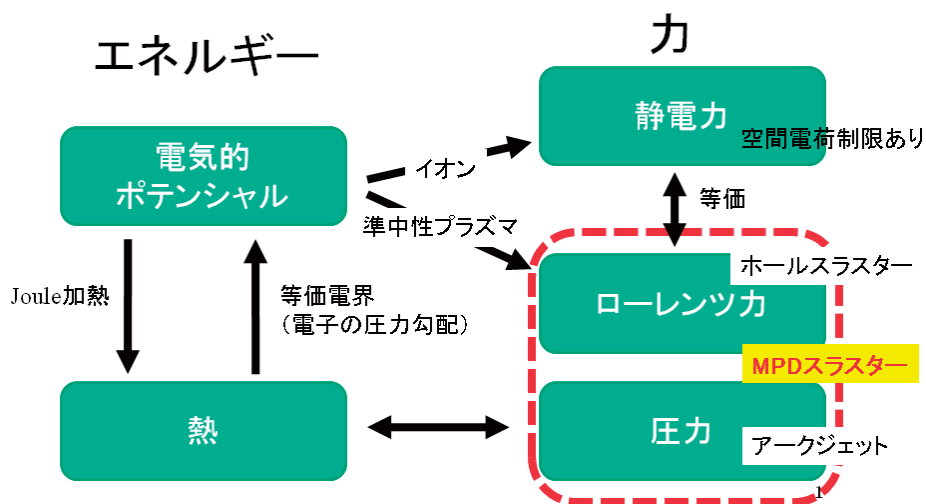 エネルギー
力
静電力
空間電荷制限あり
電気的
ポテンシャル
イオン
準中性プラズマ
等価
ホールスラスター
ローレンツ力
Joule加熱
等価電界
（電子の圧力勾配）
MPDスラスター
熱
圧力
アークジェット
1